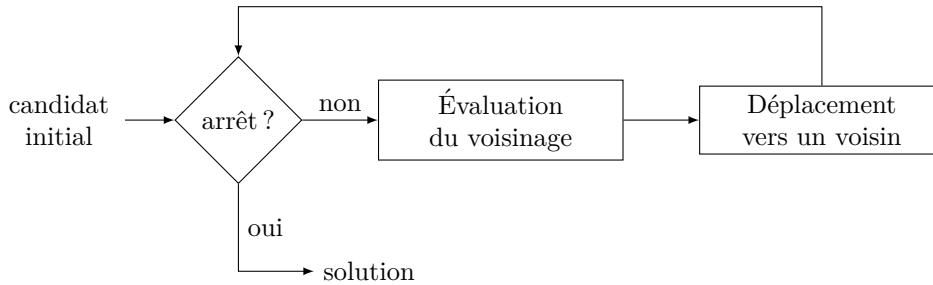 candidat
initial
arrêt ?
non
Évaluation
du voisinage
Déplacement
vers un voisin
oui
solution